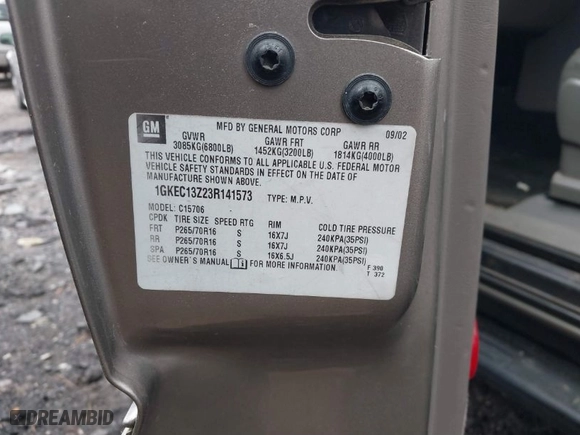 GM
MFD BY GENERAL MOTORS CORP 09/02
GVWR GAWR FRT GAWR RR
3085KG(6800LB) 1452KG(3200LB) 1814KG(4000LB)
THIS VEHICLE CONFORMS TO ALL APPLICABLE U.S. FEDERAL MOTOR
VEHICLE SAFETY STANDARDS IN EFFECT ON THE DATE OF
MANUFACTURE SHOWN ABOVE.
1GKEC13Z23R141573 TYPE: M.P.V.
MODEL: C15706
CPDK TIRE SIZE SPEED RTG RIM COLD TIRE PRESSURE
FRT P265/70R16 S 16X7J 240KPA(35PSI)
RR P265/70R16 S 16X7J 240KPA(35PSI)
SPA P265/70R16 S 16X6.5J 240KPA(35PSI)
SEE OWNER'S MANUAL FOR MORE INFORMATION. F 390
T 372
DREAMBID